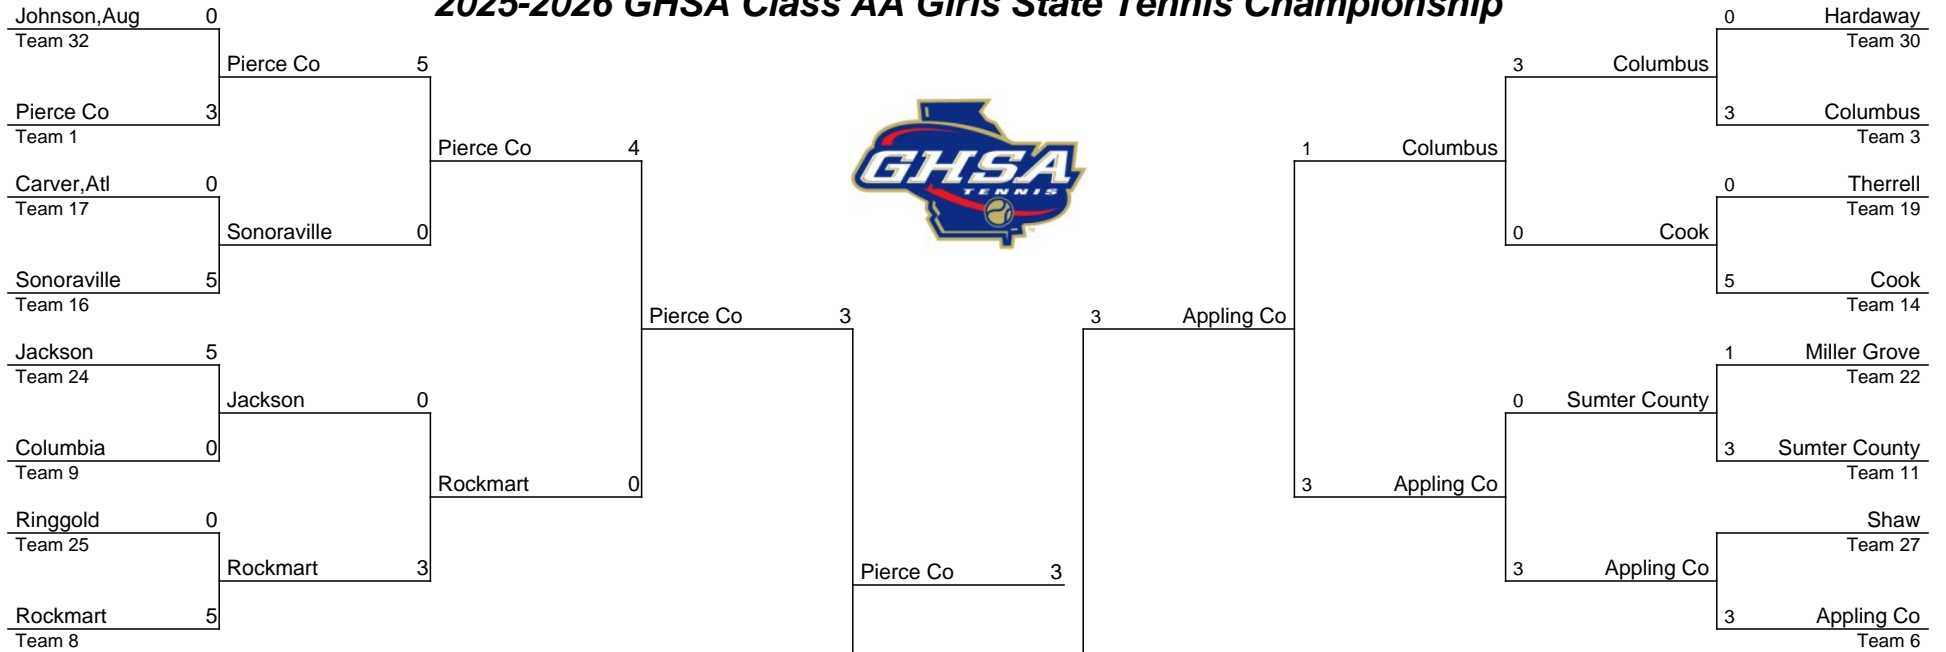 2025-2026 GHSA Class AA Girls State Tennis Championship
Johnson,Aug 0
Team 32
Pierce Co 5
Pierce Co 3
Team 1
Pierce Co 4
Carver,Atl 0
Team 17
Sonoraville 0
Sonoraville 5
Team 16
Pierce Co 3
Jackson 5
Team 24
Jackson 0
Columbia 0
Team 9
Rockmart 0
Ringgold 0
Team 25
Rockmart 3
Rockmart 5
Team 8
Pierce Co 3
GHSA
TENNIS
0 Hardaway
Team 30
3 Columbus
3 Columbus
Team 3
1 Columbus
0 Therrell
Team 19
0 Cook
5 Cook
Team 14
3 Appling Co
1 Miller Grove
Team 22
0 Sumter County
3 Sumter County
Team 11
3 Appling Co
Shaw
Team 27
3 Appling Co
3 Appling Co
Team 6